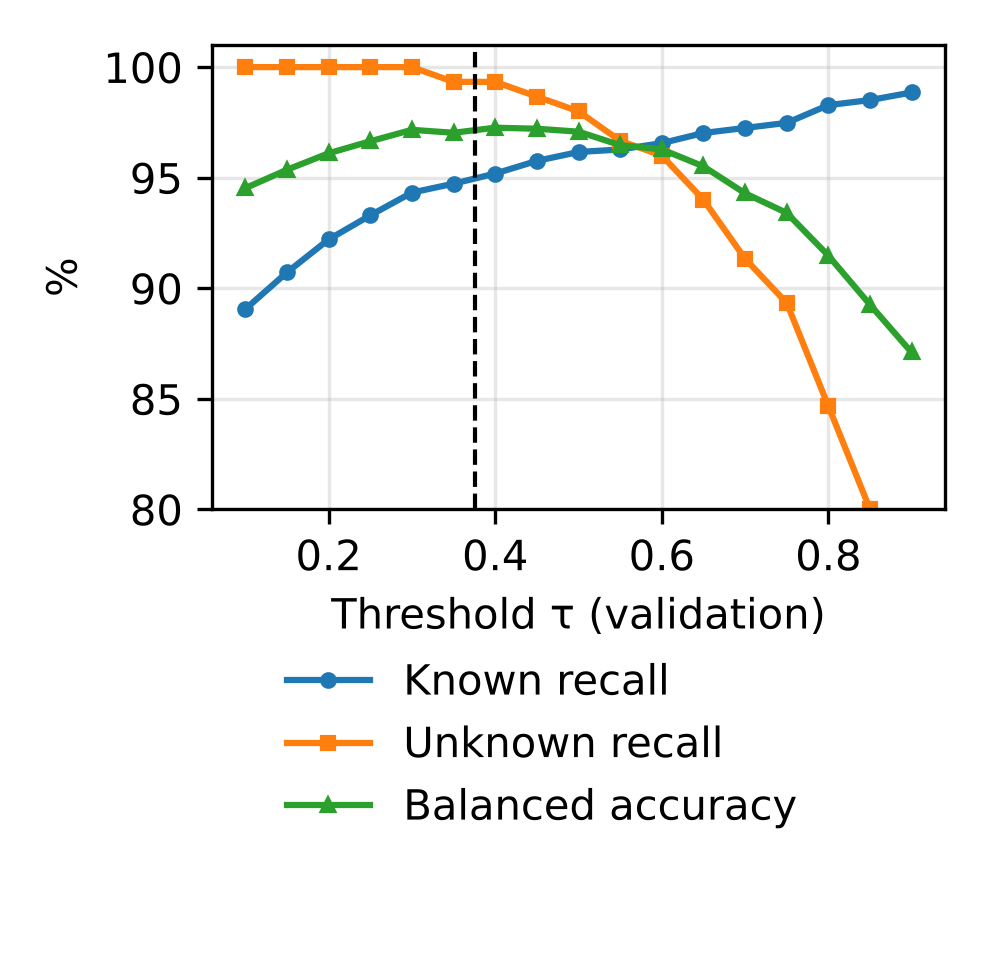 100
95
90
85
80
%
0.2 0.4 0.6 0.8
Threshold τ (validation)
Known recall
Unknown recall
Balanced accuracy